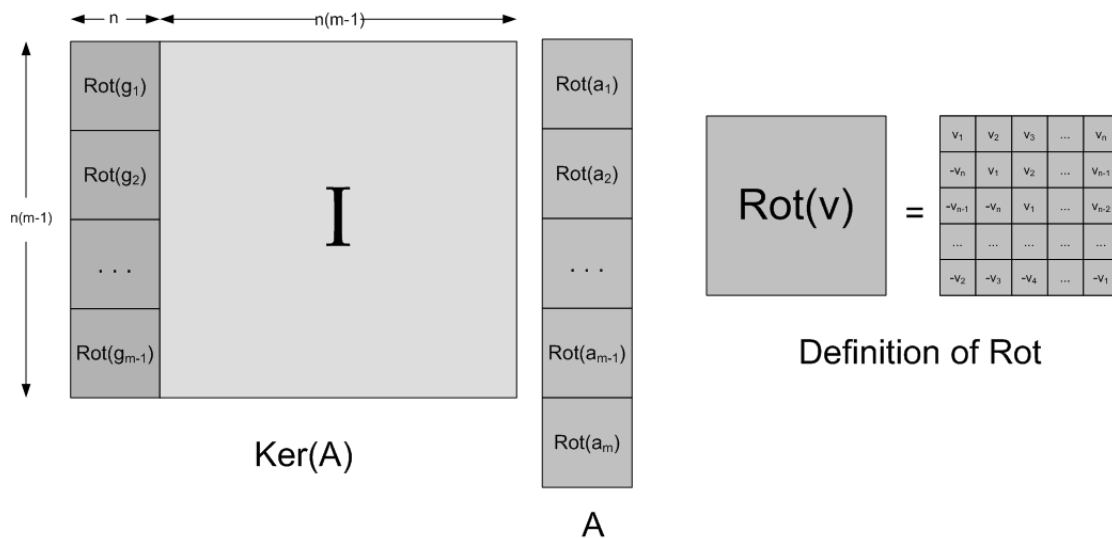 n
n(m-1)
n(m-1)
Rot(g₁)
Rot(g₂)
. . .
Rot(gₘ₋₁)
I
Ker(A)
Rot(a₁)
Rot(a₂)
. . .
Rot(aₘ₋₁)
Rot(aₘ)
A
Rot(v)
=
v₁ v₂ v₃ ... vₙ
-vₙ v₁ v₂ ... vₙ₋₁
-vₙ₋₁ -vₙ v₁ ... vₙ₋₂
... ... ... ... ...
-v₂ -v₃ -v₄ ... -v₁
Definition of Rot